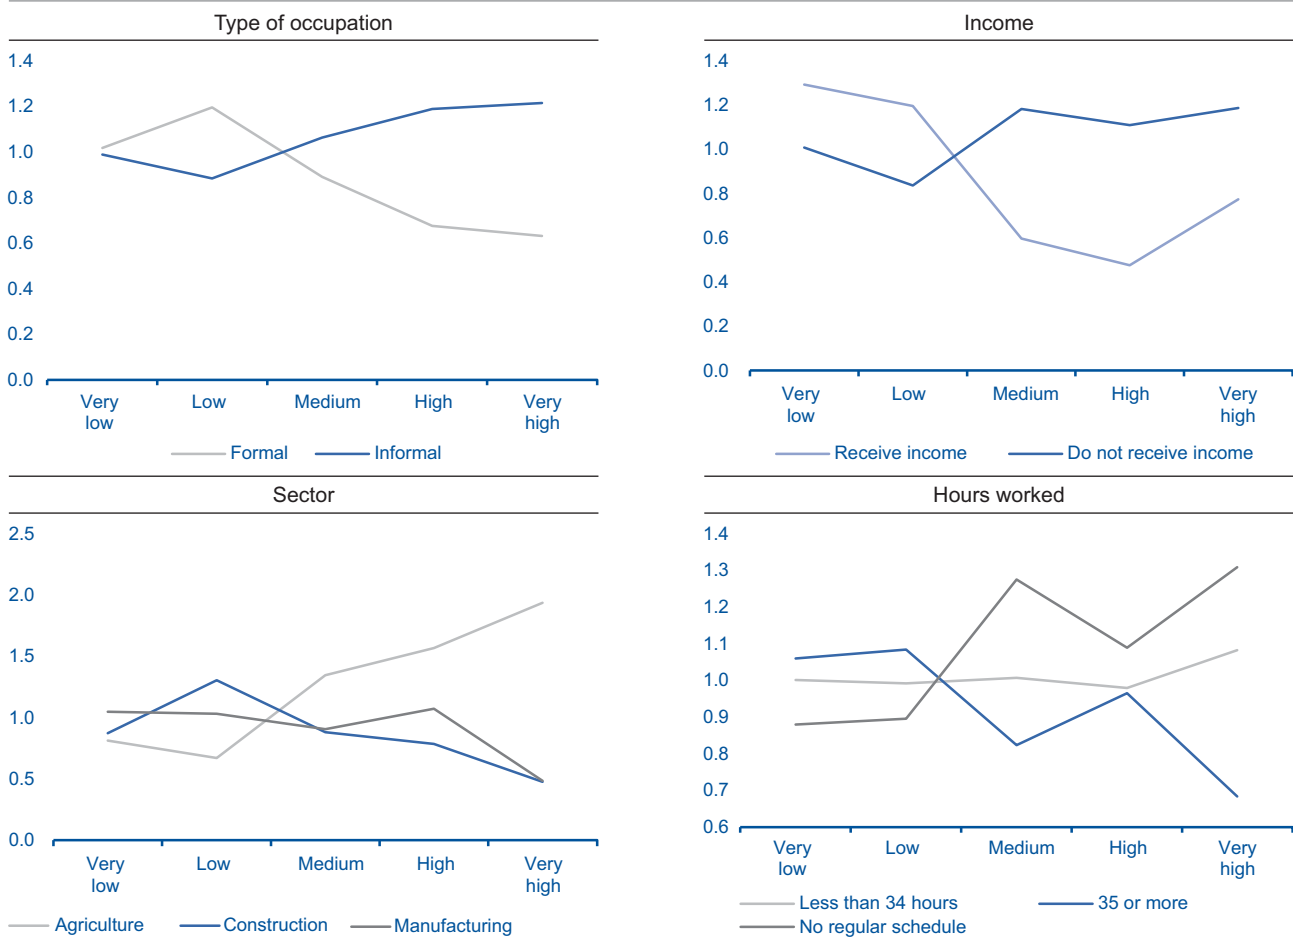 Type of occupation
1.4
1.2
1.0
0.8
0.6
0.4
0.2
0.0
Very low
Low
Medium
High
Very high
Formal
Informal
Income
1.4
1.2
1.0
0.8
0.6
0.4
0.2
0.0
Very low
Low
Medium
High
Very high
Receive income
Do not receive income
Sector
2.5
2.0
1.5
1.0
0.5
0.0
Very low
Low
Medium
High
Very high
Agriculture
Construction
Manufacturing
Hours worked
1.4
1.3
1.2
1.1
1.0
0.9
0.8
0.7
0.6
Very low
Low
Medium
High
Very high
Less than 34 hours
35 or more
No regular schedule